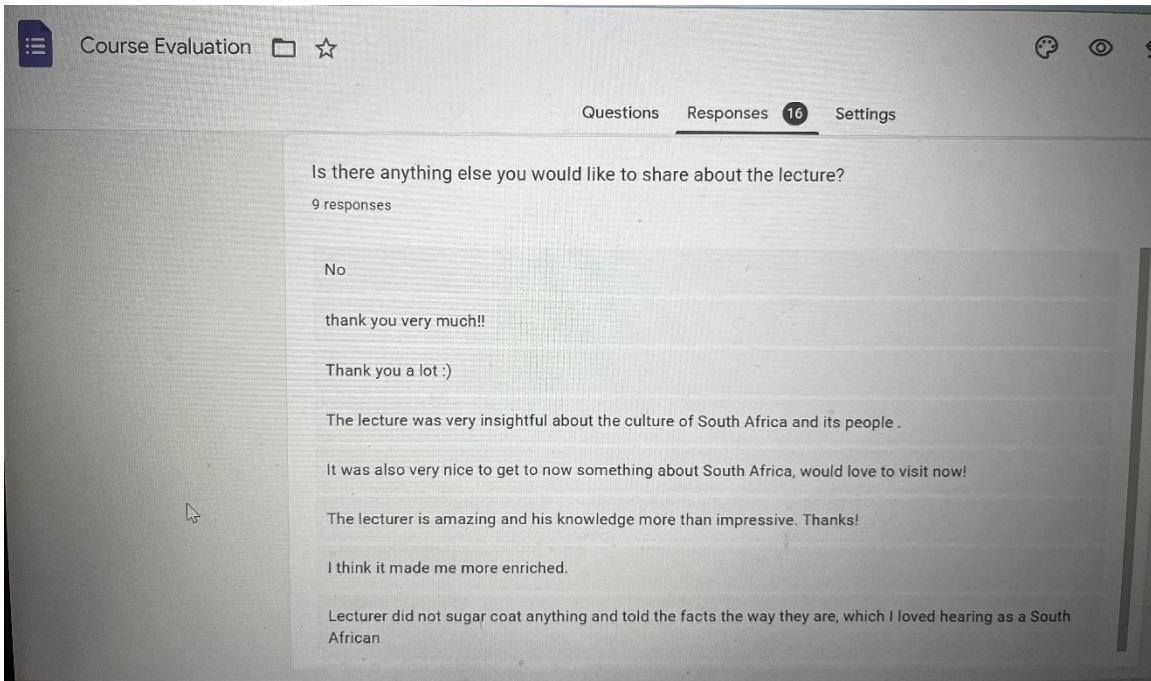 Course Evaluation
Questions Responses 16 Settings
Is there anything else you would like to share about the lecture?
9 responses
No
thank you very much!!
Thank you a lot :)
The lecture was very insightful about the culture of South Africa and its people .
It was also very nice to get to now something about South Africa, would love to visit now!
The lecturer is amazing and his knowledge more than impressive. Thanks!
I think it made me more enriched.
Lecturer did not sugar coat anything and told the facts the way they are, which I loved hearing as a South
African